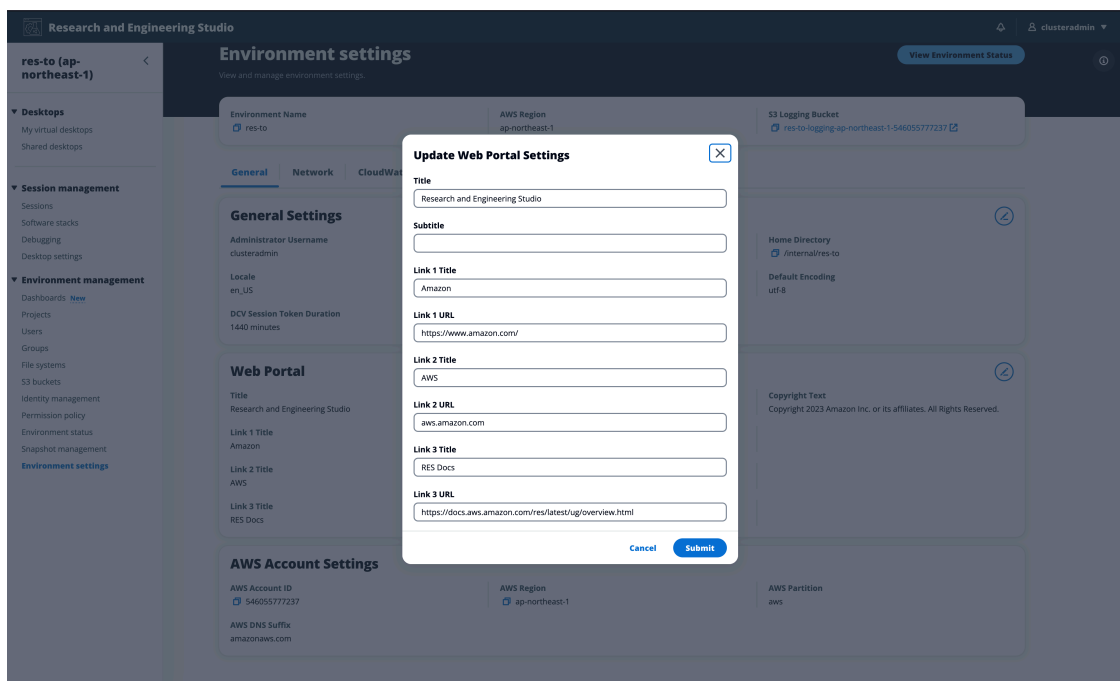 Research and Engineering Studio
clusteradmin
res-to (ap-
northeast-1)
Desktops
My virtual desktops
Shared desktops
Session management
Sessions
Software stacks
Debugging
Desktop settings
Environment management
Dashboards New
Projects
Users
Groups
File systems
S3 buckets
Identity management
Permission policy
Environment status
Snapshot management
Environment settings
Environment settings
View and manage environment settings.
View Environment Status
Environment Name
res-to
AWS Region
ap-northeast-1
S3 Logging Bucket
res-to-logging-ap-northeast-1-546055777237
General
Network
CloudWat
General Settings
Administrator Username
clusteradmin
Locale
en_US
DCV Session Token Duration
1440 minutes
Home Directory
/internal/res-to
Default Encoding
utf-8
Web Portal
Title
Research and Engineering Studio
Link 1 Title
Amazon
Link 2 Title
AWS
Link 3 Title
RES Docs
Copyright Text
Copyright 2023 Amazon Inc. or its affiliates. All Rights Reserved.
AWS Account Settings
AWS Account ID
546055777237
AWS Region
ap-northeast-1
AWS Partition
aws
AWS DNS Suffix
amazonaws.com
Update Web Portal Settings
Title
Research and Engineering Studio
Subtitle
Link 1 Title
Amazon
Link 1 URL
https://www.amazon.com/
Link 2 Title
AWS
Link 2 URL
aws.amazon.com
Link 3 Title
RES Docs
Link 3 URL
https://docs.aws.amazon.com/res/latest/ug/overview.html
Cancel
Submit